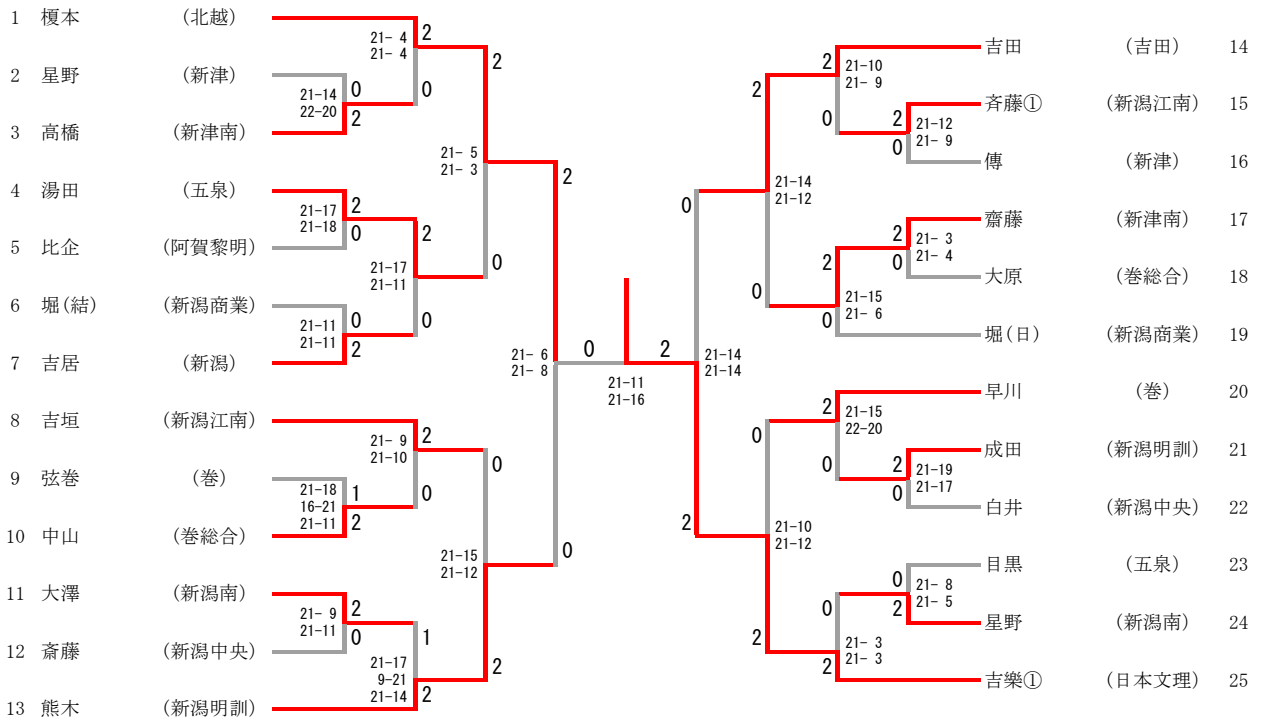 1 榎本 (北越)
2 星野 (新津)
3 高橋 (新津南)
4 湯田 (五泉)
5 比企 (阿賀黎明)
6 堀(結) (新潟商業)
7 吉居 (新潟)
8 吉垣 (新潟江南)
9 弦巻 (巻)
10 中山 (巻総合)
11 大澤 (新潟南)
12 斎藤 (新潟中央)
13 熊木 (新潟明訓)
21-14 0
22-20 2
21-17 2
21-18 0
21-11 0
21-11 2
21-18 1
16-21
21-11 2
21- 9 2
21-11 0
21- 4 2
21- 4 0
21-17 2
21-11 0
21- 9 2
21-10 0
21-17 1
9-21
21-14 2
21- 5 2
21- 3 0
21-15 0
21-12 2
21- 6 2
21- 8 0
0 2
21-11
21-16
21-14 0
21-14 2
21-14 2
21-12 0
21-10 0
21-12 2
2 21-10
0 21- 9
2 21-15
0 21- 6
2 21-15
0 22-20
0 21- 3
2 21- 3
2 21-12
0 21- 9
2 21- 3
0 21- 4
2 21-19
0 21-17
0 21- 8
2 21- 5
吉田 (吉田) 14
斉藤① (新潟江南) 15
傳 (新津) 16
齋藤 (新津南) 17
大原 (巻総合) 18
堀(日) (新潟商業) 19
早川 (巻) 20
成田 (新潟明訓) 21
白井 (新潟中央) 22
目黒 (五泉) 23
星野 (新潟南) 24
吉樂① (日本文理) 25